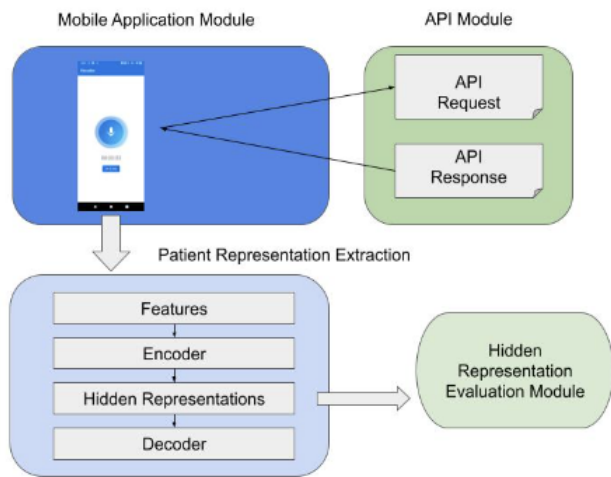 Mobile Application Module
API Module
API
Request
API
Response
Patient Representation Extraction
Features
Encoder
Hidden Representations
Decoder
Hidden
Representation
Evaluation Module